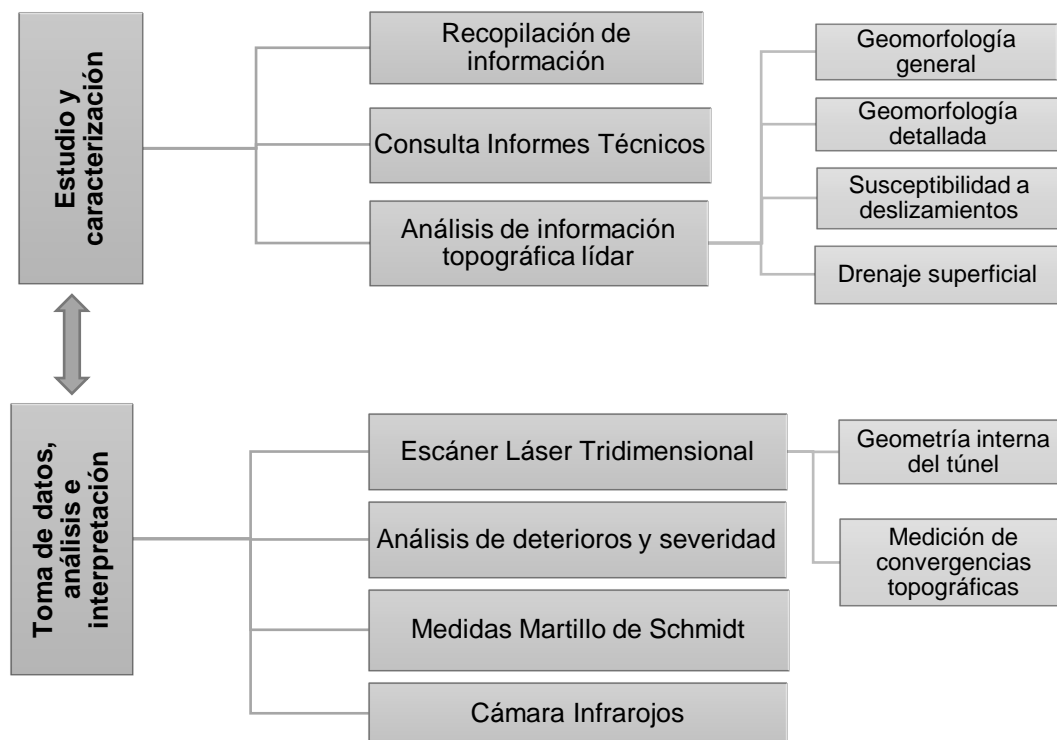 Estudio y
caracterización
Recopilación de
información
Consulta Informes Técnicos
Análisis de información
topográfica lídar
Geomorfología
general
Geomorfología
detallada
Susceptibilidad a
deslizamientos
Drenaje superficial
Toma de datos,
análisis e
interpretación
Escáner Láser Tridimensional
Análisis de deterioros y severidad
Medidas Martillo de Schmidt
Cámara Infrarojos
Geometría interna
del túnel
Medición de
convergencias
topográficas